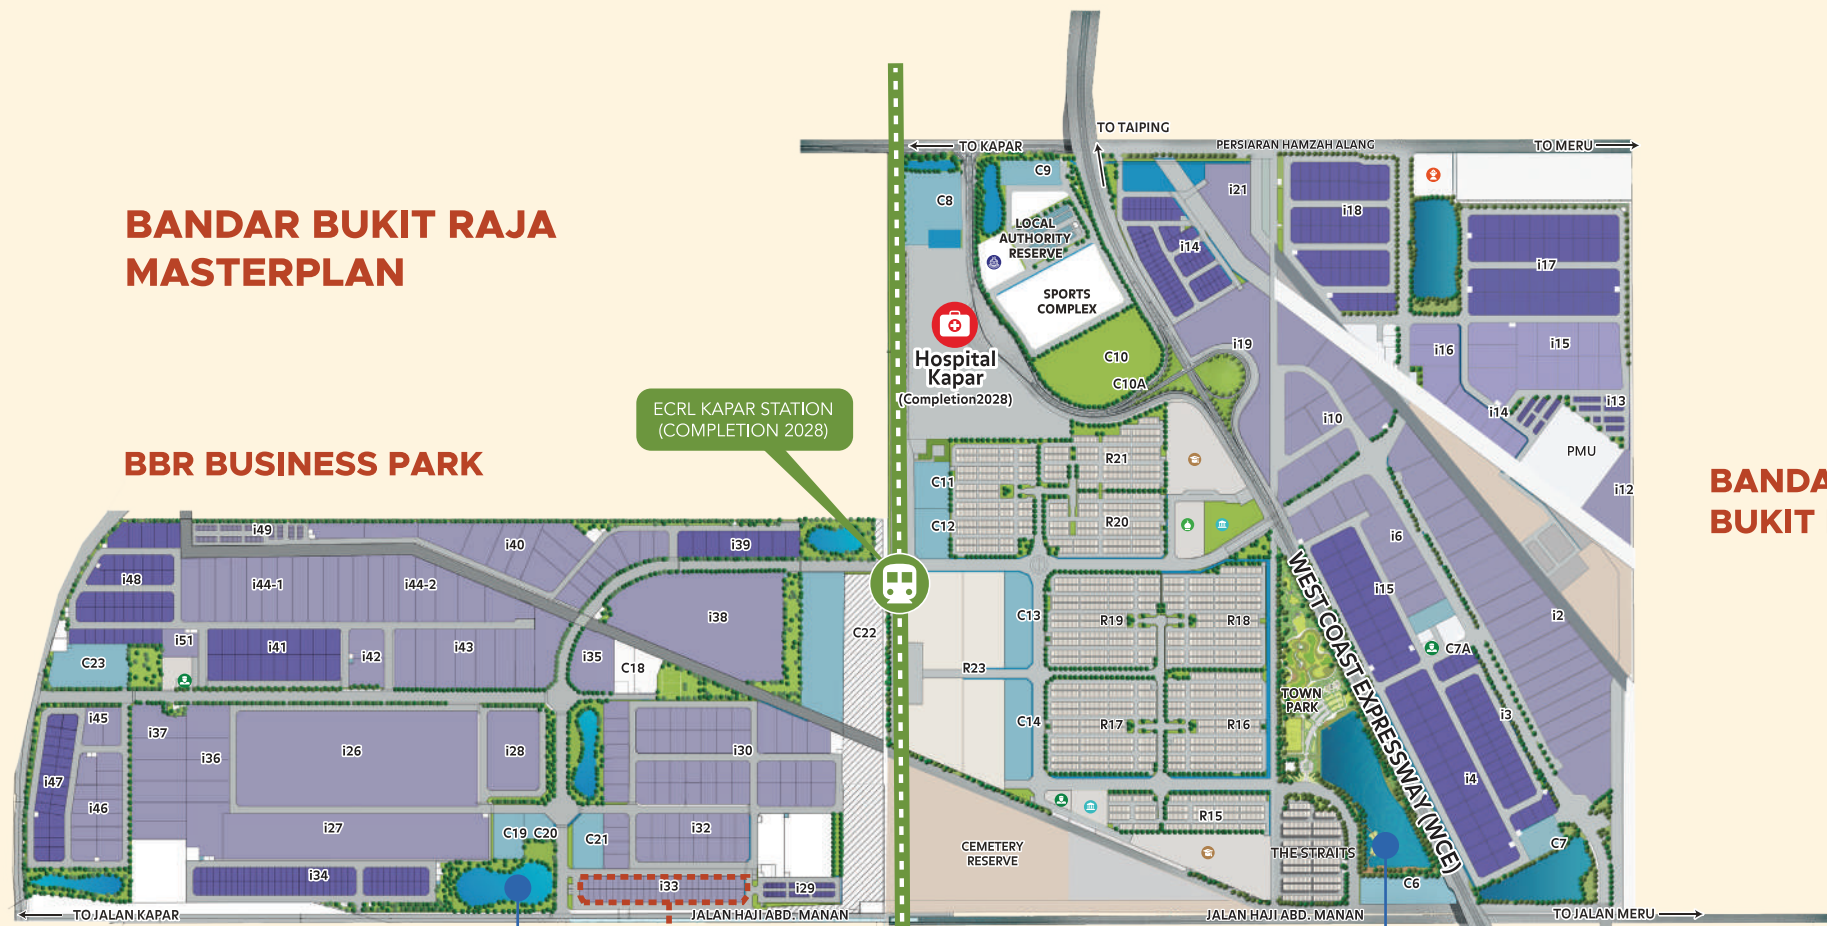 BANDAR BUKIT RAJA
MASTERPLAN
BBR BUSINESS PARK
ECRL KAPAR STATION
(COMPLETION 2028)
TO KAPAR
TO TAIPING
PERSIARAN HAMZAH ALANG
TO MERU
C8
C9
LOCAL
AUTHORITY
RESERVE
SPORTS
COMPLEX
Hospital
Kapar
(Completion2028)
C10
C10A
i21
i14
i18
i17
i19
i16
i15
i10
i14
i13
PMU
i12
BANDA
BUKIT
C11
C12
R21
R20
i6
i15
i2
C13
R19
R18
R23
C14
R17
R16
TOWN
PARK
WEST COAST EXPRESSWAY (WCE)
C7A
i3
i4
C7
C6
R15
THE STRAITS
CEMETERY
RESERVE
i49
i40
i39
i48
i44-1
i44-2
i38
C22
i51
i41
i42
i43
i35
C18
C23
i45
i37
i36
i26
i28
i30
i47
i46
i27
C19
C20
C21
i32
i34
i33
i29
TO JALAN KAPAR
JALAN HAJI ABD. MANAN
JALAN HAJI ABD. MANAN
TO JALAN MERU